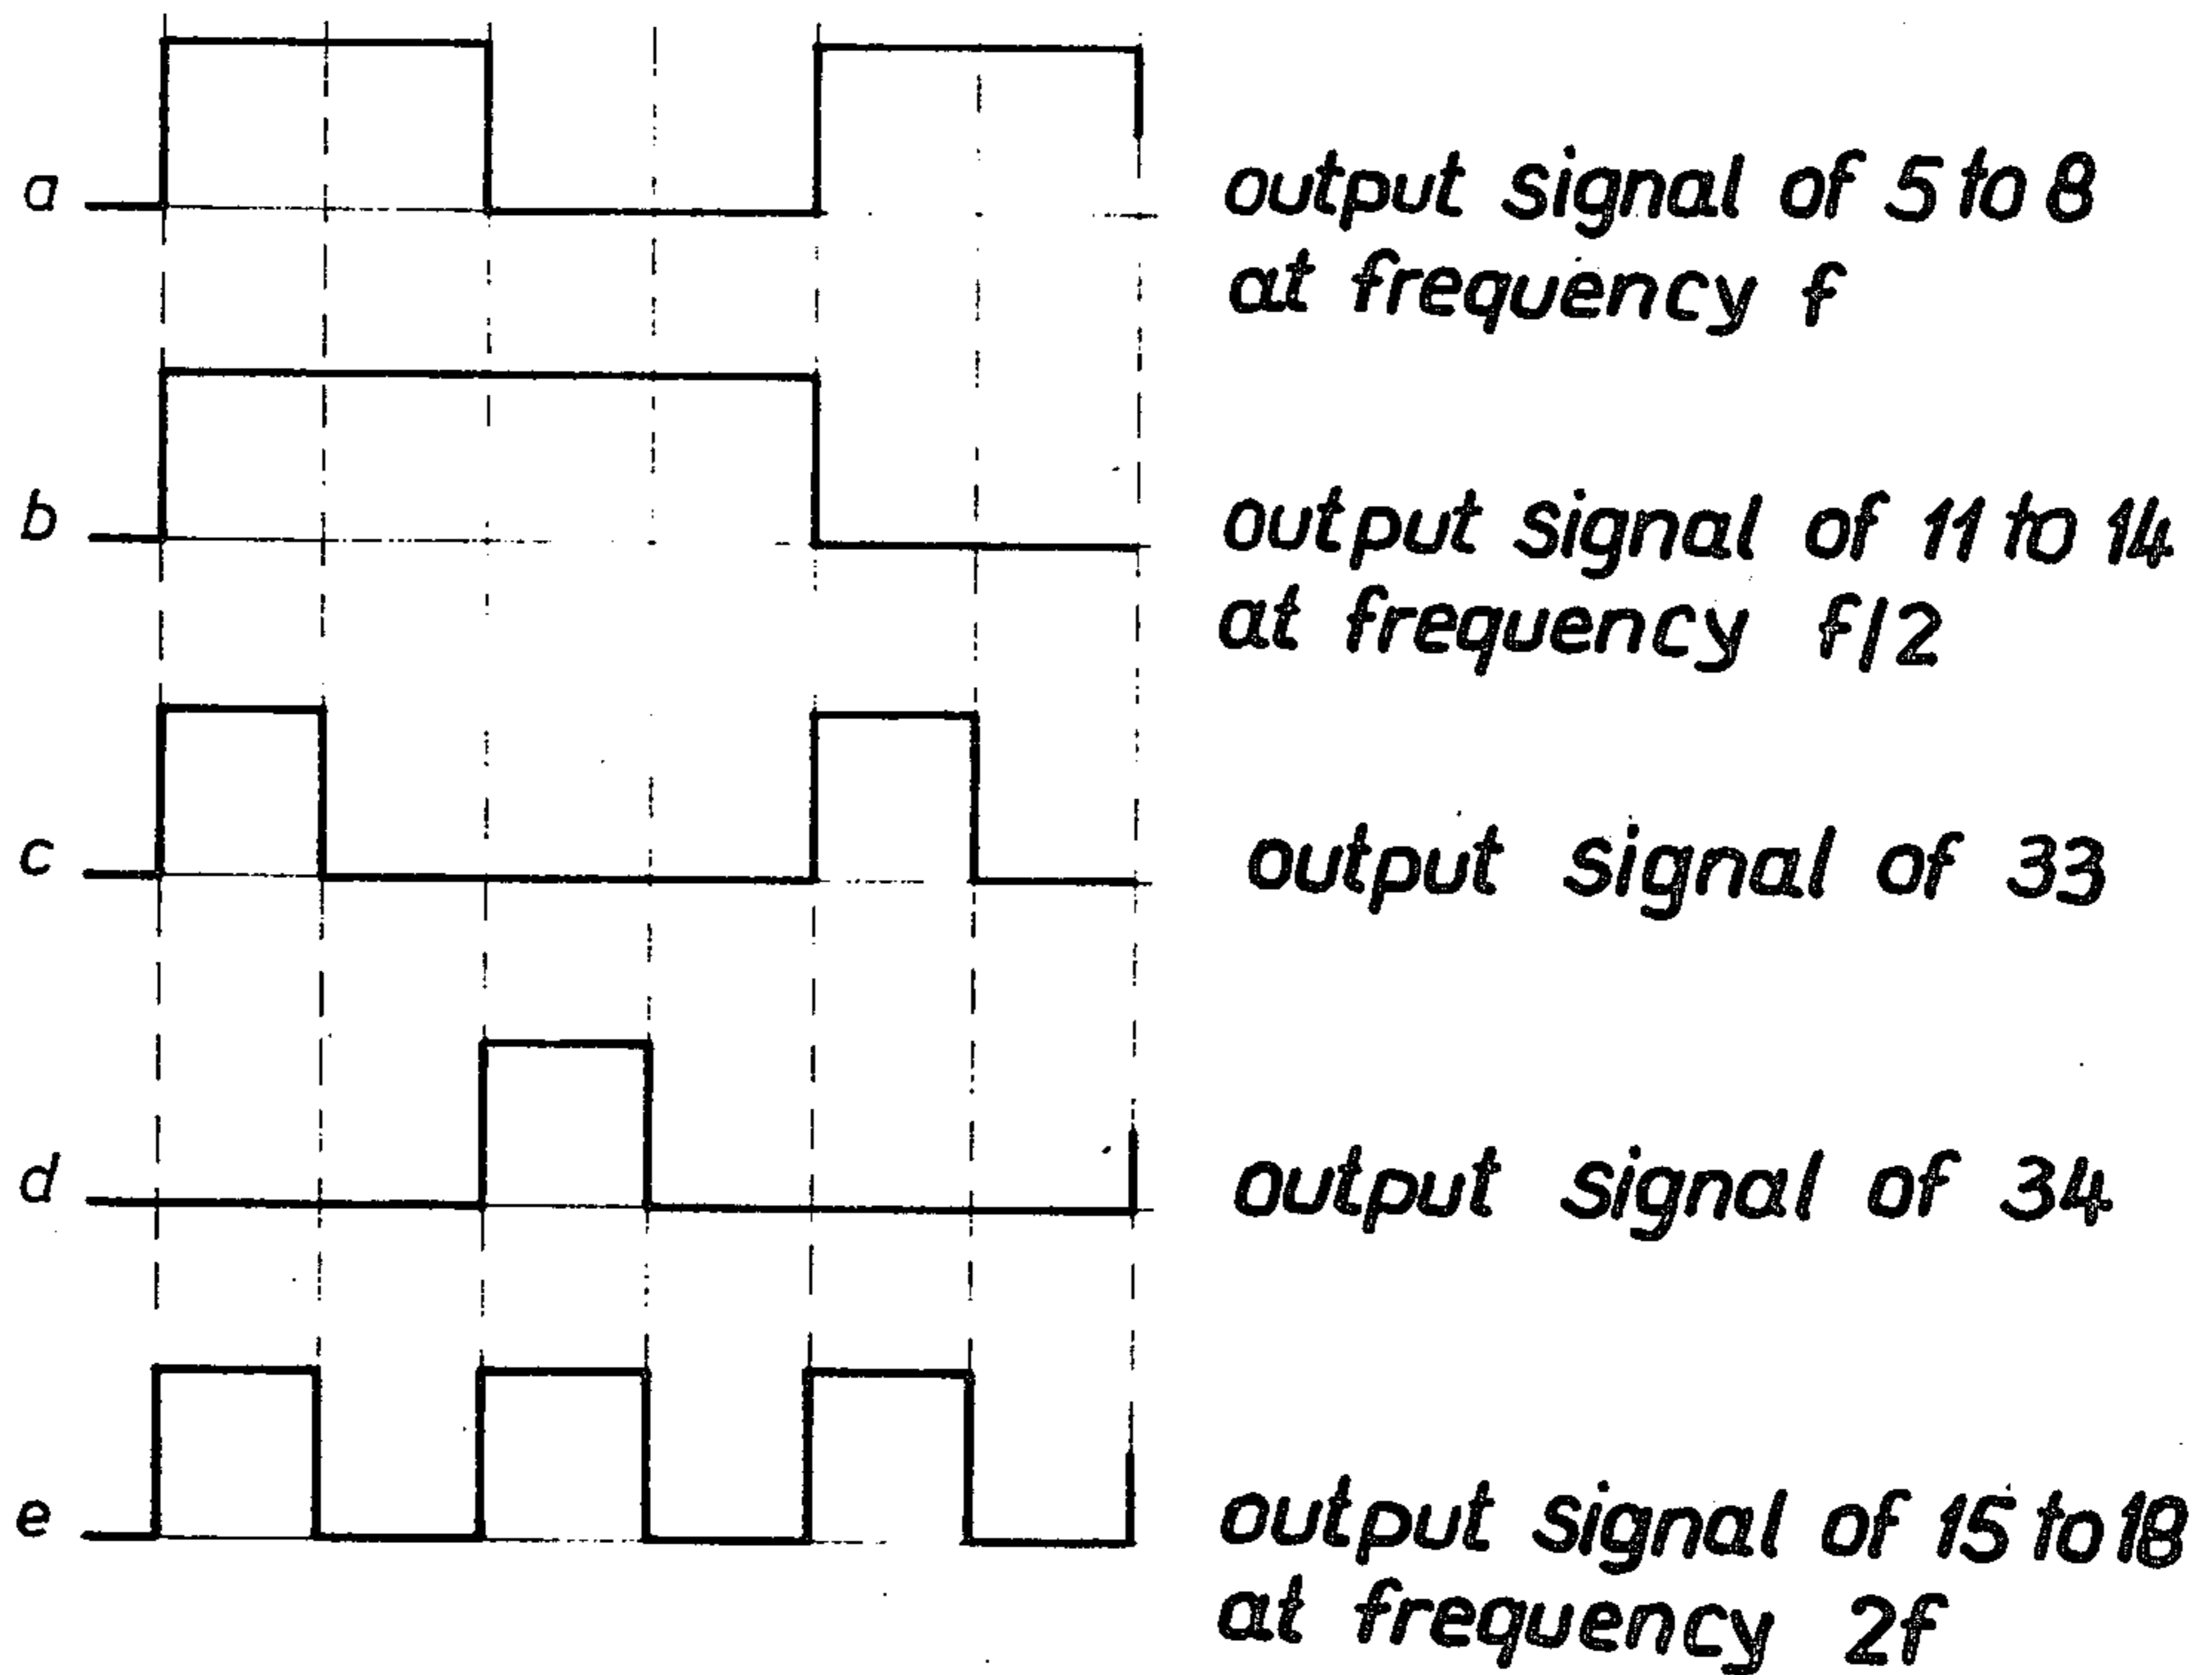 a
output signal of 5 to 8
at frequency f
b
output signal of 11 to 14
at frequency f/2
c
output signal of 33
d
output signal of 34
e
output signal of 15 to 18
at frequency 2f